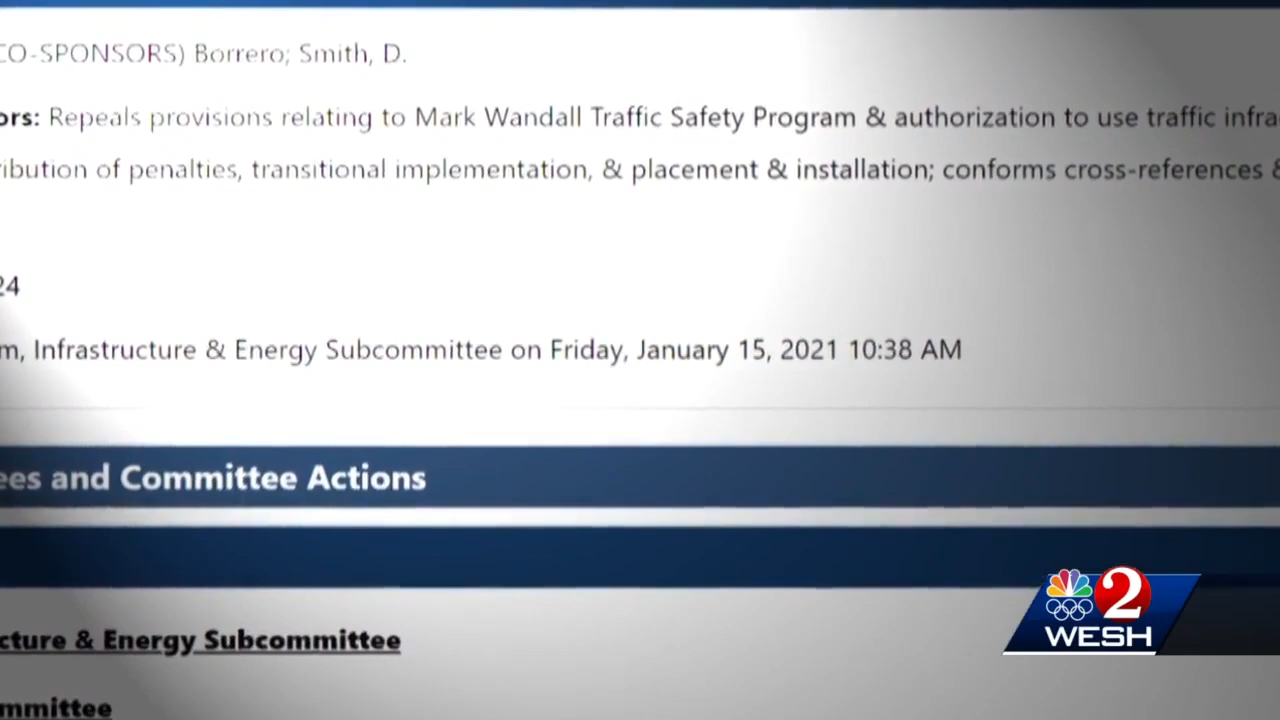 CO-SPONSORS) Borrero; Smith, D.
ors: Repeals provisions relating to Mark Wandall Traffic Safety Program & authorization to use traffic infra
ribution of penalties, transitional implementation, & placement & installation; conforms cross-references &
24
m, Infrastructure & Energy Subcommittee on Friday, January 15, 2021 10:38 AM
ees and Committee Actions
cture & Energy Subcommittee
mmittee
2
WESH